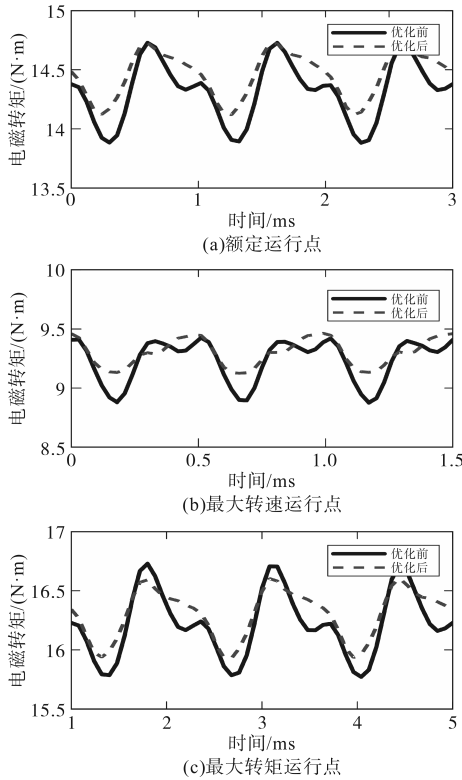 15
14.5
14
13.5
电磁转矩/(N·m)
优化前
优化后
0
1
2
3
时间/ms
(a)额定运行点
10
9.5
9
8.5
电磁转矩/(N·m)
优化前
优化后
0
0.5
1.0
1.5
时间/ms
(b)最大转速运行点
17
16.5
16
15.5
电磁转矩/(N·m)
优化前
优化后
1
2
3
4
5
时间/ms
(c)最大转矩运行点